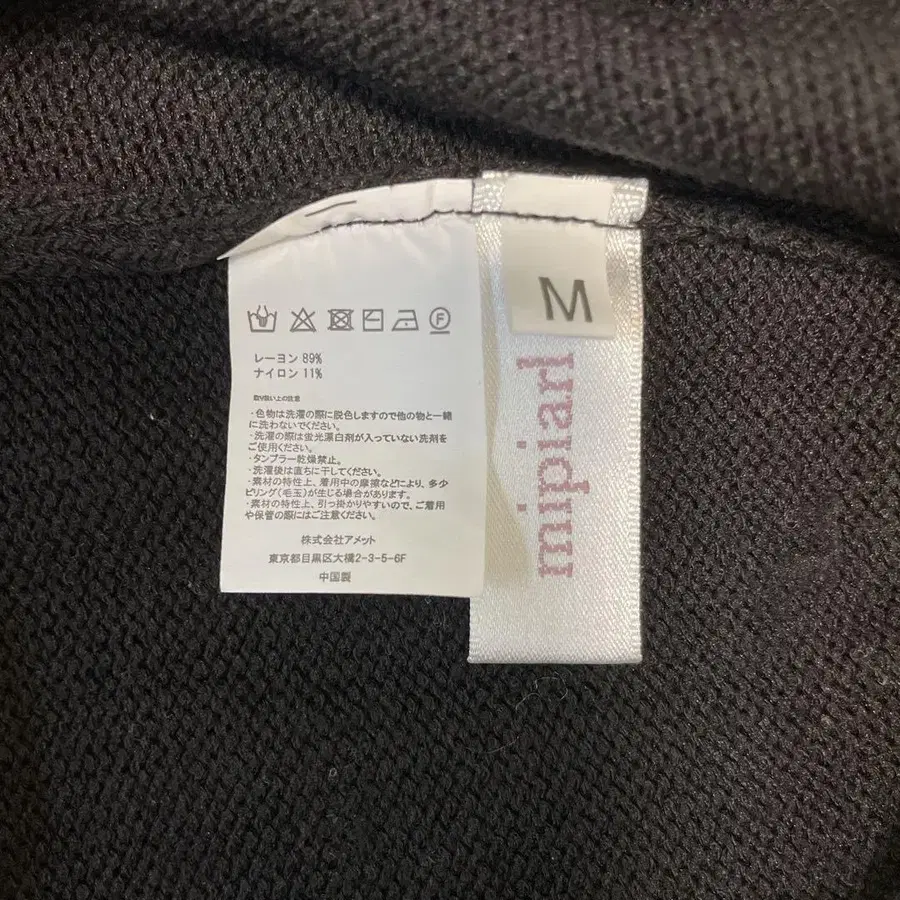 レーヨン 89%
ナイロン 11%
取り扱い上の注意
・色物は洗濯の際に脱色しますので他の物と一緒
に洗わないでください。
・洗濯の際は蛍光漂白剤が入っていない洗剤を
ご使用ください。
・タンブラー乾燥禁止。
・洗濯後は直ちに干してください。
・素材の特性上、着用中の摩擦などにより、多少
ピリング(毛玉)が生じる場合があります。
・素材の特性上、引っ掛かりやすいので、ご着用
や保管の際にはご注意ください。
株式会社アメット
東京都目黒区大橋2-3-5-6F
中国製
M
mipiarl